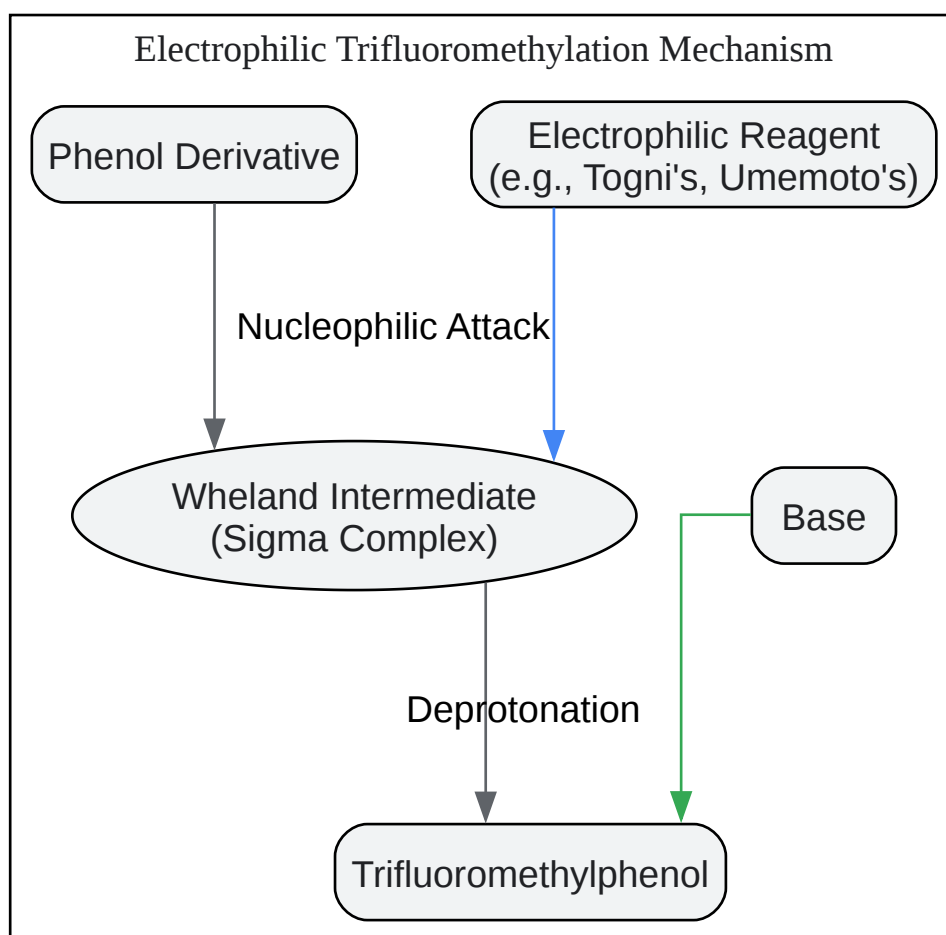 Electrophilic Trifluoromethylation Mechanism
Phenol Derivative
Electrophilic Reagent
(e.g., Togni's, Umemoto's)
Nucleophilic Attack
Wheland Intermediate
(Sigma Complex)
Base
Deprotonation
Trifluoromethylphenol